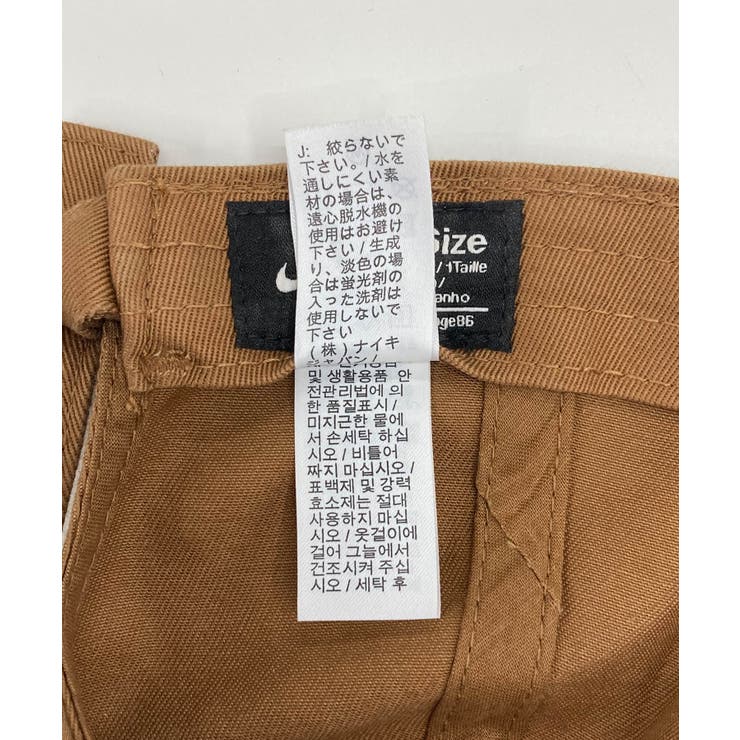 J: 絞らないで
下さい。/ 水を
通しにくい素
材の場合は、
遠心脱水機の
使用はお避け
下さい / 生成
り、淡色の場
合は蛍光剤の
入った洗剤は
使用しないで
下さい
(株) ナイキ
및 생활용품 안
전관리법에 의
한 품질표시 /
미지근한 물에
서 손세탁 하십
시오 / 비틀어
짜지 마십시오 /
표백제 및 강력
효소제는 절대
사용하지 마십
시오 / 옷걸이에
걸어 그늘에서
건조시켜 주십
시오 / 세탁 후
Size
/ 1Taille
/
anho